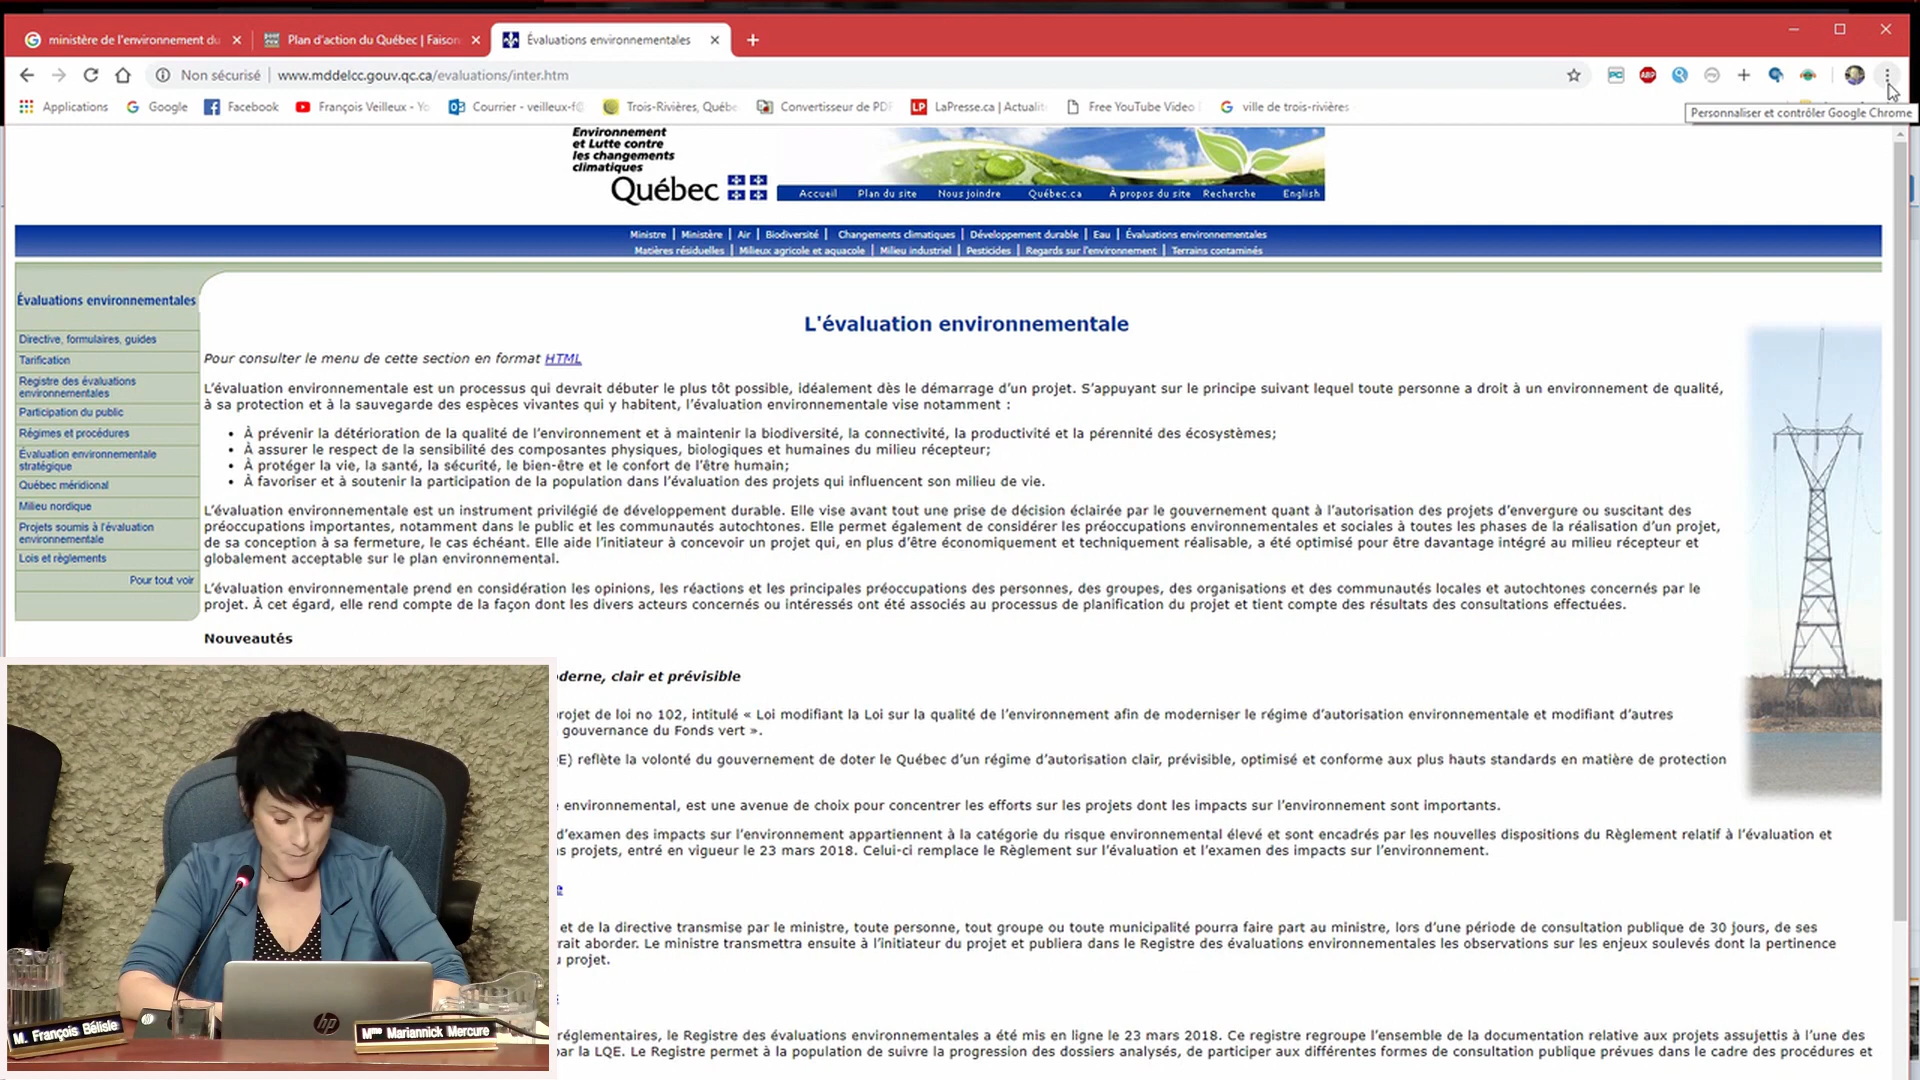 ministère de l'environnement du
Plan d'action du Québec | Faison
Évaluations environnementales
Non sécurisé
www.mddelcc.gouv.qc.ca/evaluations/inter.htm
PC
ABP
Applications
Google
Facebook
François Veilleux - Yo
Courrier - veilleux-f@
Trois-Rivières, Québe
Convertisseur de PDF
LP
LaPresse.ca | Actualit
Free YouTube Video
ville de trois-rivières
Personnaliser et contrôler Google Chrome
Environnement
et Lutte contre
les changements
climatiques
Québec
Accueil Plan du site Nous joindre Québec.ca À propos du site Recherche English
Ministre | Ministère | Air | Biodiversité | Changements climatiques | Développement durable | Eau | Évaluations environnementales
Matières résiduelles | Milieux agricole et aquacole | Milieu industriel | Pesticides | Regards sur l'environnement | Terrains contaminés
Évaluations environnementales
Directive, formulaires, guides
Tarification
Registre des évaluations
environnementales
Participation du public
Régimes et procédures
Évaluation environnementale
stratégique
Québec méridional
Milieu nordique
Projets soumis à l'évaluation
environnementale
Lois et règlements
Pour tout voir
L'évaluation environnementale
Pour consulter le menu de cette section en format HTML
L’évaluation environnementale est un processus qui devrait débuter le plus tôt possible, idéalement dès le démarrage d’un projet. S’appuyant sur le principe suivant lequel toute personne a droit à un environnement de qualité,
à sa protection et à la sauvegarde des espèces vivantes qui y habitent, l’évaluation environnementale vise notamment :
• À prévenir la détérioration de la qualité de l’environnement et à maintenir la biodiversité, la connectivité, la productivité et la pérennité des écosystèmes;
• À assurer le respect de la sensibilité des composantes physiques, biologiques et humaines du milieu récepteur;
• À protéger la vie, la santé, la sécurité, le bien-être et le confort de l’être humain;
• À favoriser et à soutenir la participation de la population dans l’évaluation des projets qui influencent son milieu de vie.
L’évaluation environnementale est un instrument privilégié de développement durable. Elle vise avant tout une prise de décision éclairée par le gouvernement quant à l’autorisation des projets d’envergure ou suscitant des
préoccupations importantes, notamment dans le public et les communautés autochtones. Elle permet également de considérer les préoccupations environnementales et sociales à toutes les phases de la réalisation d’un projet,
de sa conception à sa fermeture, le cas échéant. Elle aide l’initiateur à concevoir un projet qui, en plus d’être économiquement et techniquement réalisable, a été optimisé pour être davantage intégré au milieu récepteur et
globalement acceptable sur le plan environnemental.
L’évaluation environnementale prend en considération les opinions, les réactions et les principales préoccupations des personnes, des groupes, des organisations et des communautés locales et autochtones concernés par le
projet. À cet égard, elle rend compte de la façon dont les divers acteurs concernés ou intéressés ont été associés au processus de planification du projet et tient compte des résultats des consultations effectuées.
Nouveautés
oderne, clair et prévisible
projet de loi no 102, intitulé « Loi modifiant la Loi sur la qualité de l’environnement afin de moderniser le régime d’autorisation environnementale et modifiant d’autres
gouvernance du Fonds vert ».
E) reflète la volonté du gouvernement de doter le Québec d’un régime d’autorisation clair, prévisible, optimisé et conforme aux plus hauts standards en matière de protection
e environnemental, est une avenue de choix pour concentrer les efforts sur les projets dont les impacts sur l’environnement sont importants.
d’examen des impacts sur l’environnement appartiennent à la catégorie du risque environnemental élevé et sont encadrés par les nouvelles dispositions du Règlement relatif à l’évaluation et
s projets, entré en vigueur le 23 mars 2018. Celui-ci remplace le Règlement sur l’évaluation et l’examen des impacts sur l’environnement.
e
et de la directive transmise par le ministre, toute personne, tout groupe ou toute municipalité pourra faire part au ministre, lors d’une période de consultation publique de 30 jours, de ses
rait aborder. Le ministre transmettra ensuite à l’initiateur du projet et publiera dans le Registre des évaluations environnementales les observations sur les enjeux soulevés dont la pertinence
u projet.
réglementaires, le Registre des évaluations environnementales a été mis en ligne le 23 mars 2018. Ce registre regroupe l’ensemble de la documentation relative aux projets assujettis à l’une des
par la LQE. Le Registre permet à la population de suivre la progression des dossiers analysés, de participer aux différentes formes de consultation publique prévues dans le cadre des procédures et
hp
M. François Bélisle
Mme Mariannick Mercure